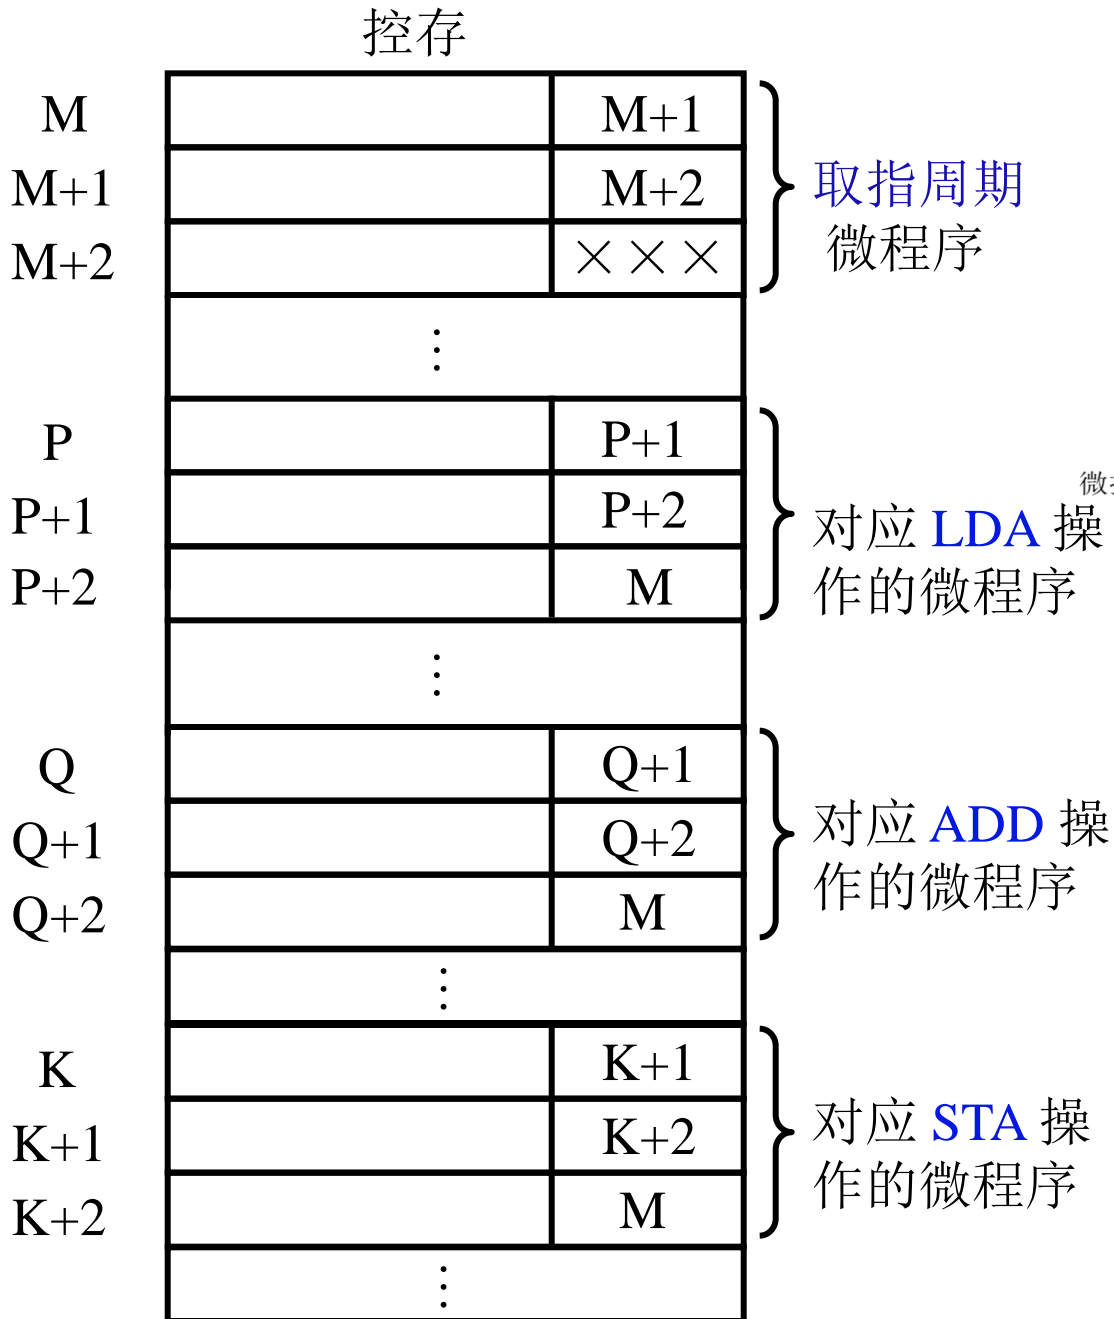 控存
M
M+1
M+1
M+2
取指周期
微程序
M+2
×××
⋮
P
P+1
P+1
P+2
对应 LDA 操
作的微程序
P+2
M
⋮
Q
Q+1
Q+1
Q+2
对应 ADD 操
作的微程序
Q+2
M
⋮
K
K+1
K+1
K+2
对应 STA 操
作的微程序
K+2
M
⋮
微